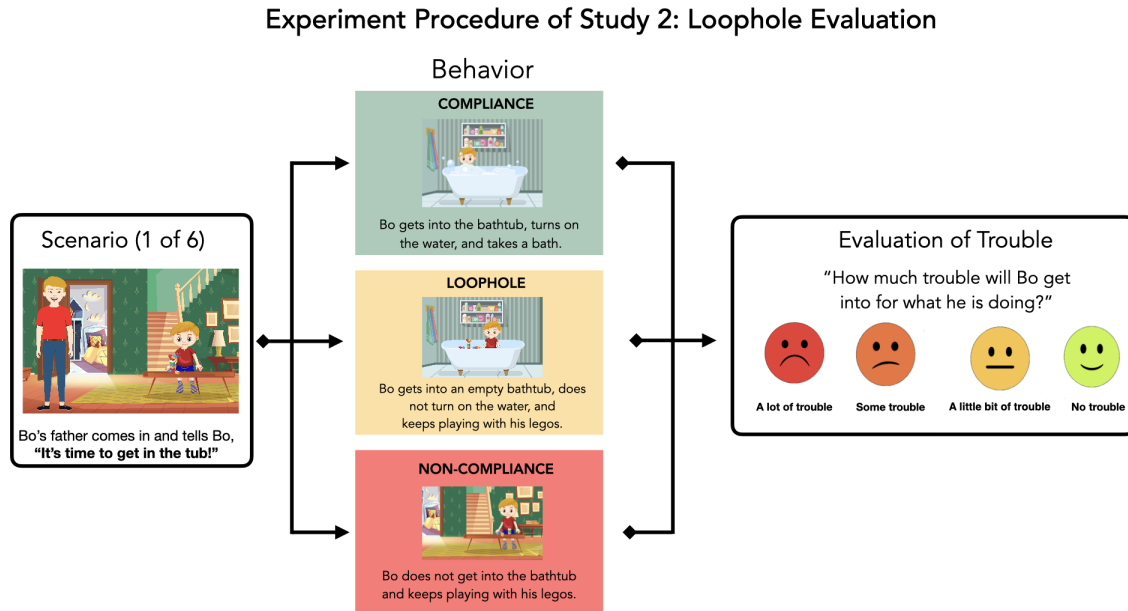 Experiment Procedure of Study 2: Loophole Evaluation
Scenario (1 of 6)
Bo's father comes in and tells Bo,
"It's time to get in the tub!"
Behavior
COMPLIANCE
Bo gets into the bathtub, turns on
the water, and takes a bath.
LOOPHOLE
Bo gets into an empty bathtub, does
not turn on the water, and
keeps playing with his legos.
NON-COMPLIANCE
Bo does not get into the bathtub
and keeps playing with his legos.
Evaluation of Trouble
"How much trouble will Bo get
into for what he is doing?"
A lot of trouble
Some trouble
A little bit of trouble
No trouble